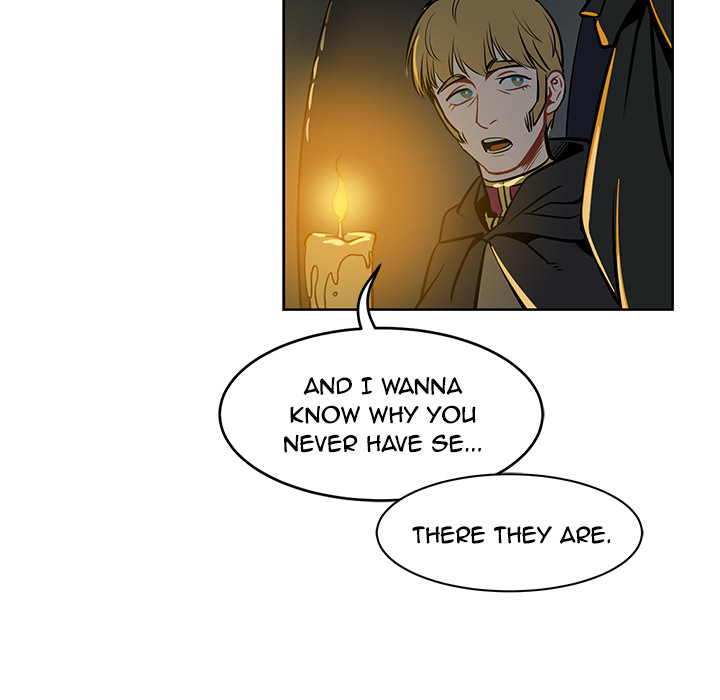 AND I WANNA
KNOW WHY YOU
NEVER HAVE SE...
THERE THEY ARE.